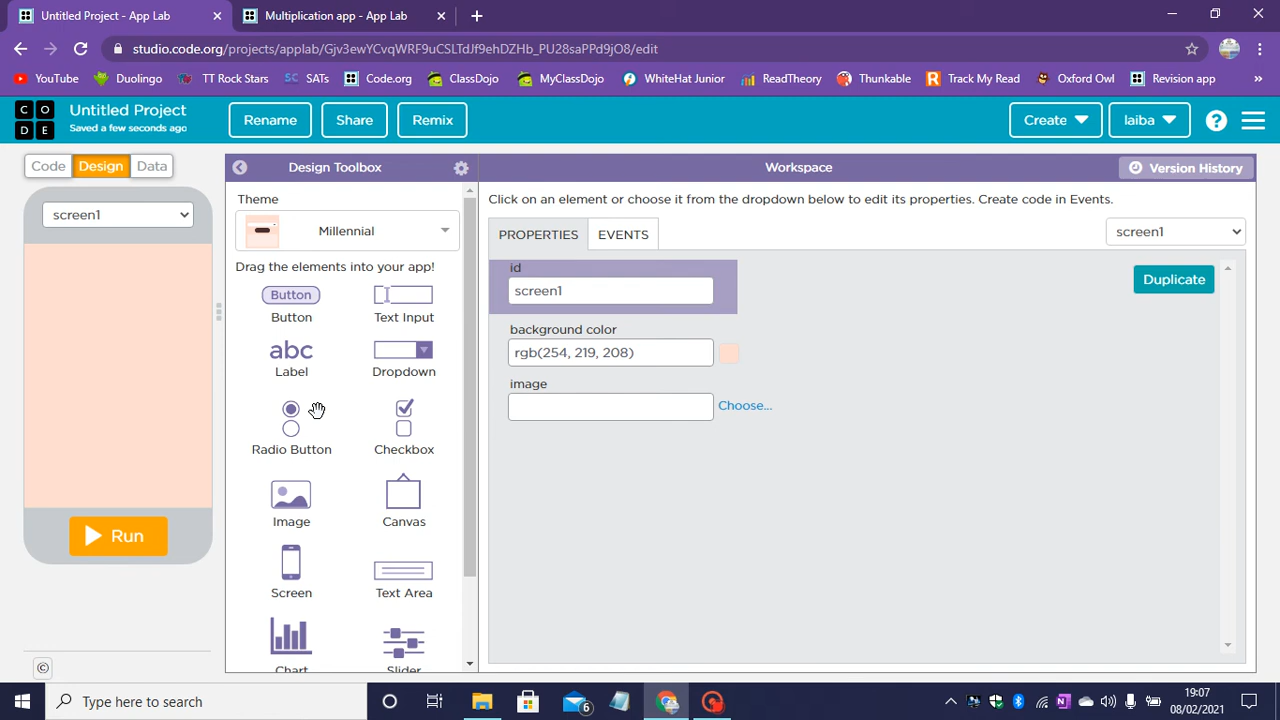 Untitled Project - App Lab
Multiplication app - App Lab
studio.code.org/projects/applab/Gjv3ewYCvqWRF9uCSLTdJf9ehDZHb_PU28saPPd9jO8/edit
YouTube Duolingo TT Rock Stars SC SATs Code.org ClassDojo MyClassDojo WhiteHat Junior ReadTheory Thunkable Track My Read Oxford Owl Revision app »
C O D E
Untitled Project
Saved a few seconds ago
Rename Share Remix Create laiba ?
Code Design Data
Design Toolbox
Workspace
Version History
screen1
Theme
Millennial
Drag the elements into your app!
Button
Button
Text Input
abc
Label
Dropdown
Radio Button
Checkbox
Image
Canvas
Screen
Text Area
Chart
Slider
Run
©
Click on an element or choose it from the dropdown below to edit its properties. Create code in Events.
PROPERTIES EVENTS
screen1
id
screen1
Duplicate
background color
rgb(254, 219, 208)
image
Choose...
Type here to search
6
19:07
08/02/2021